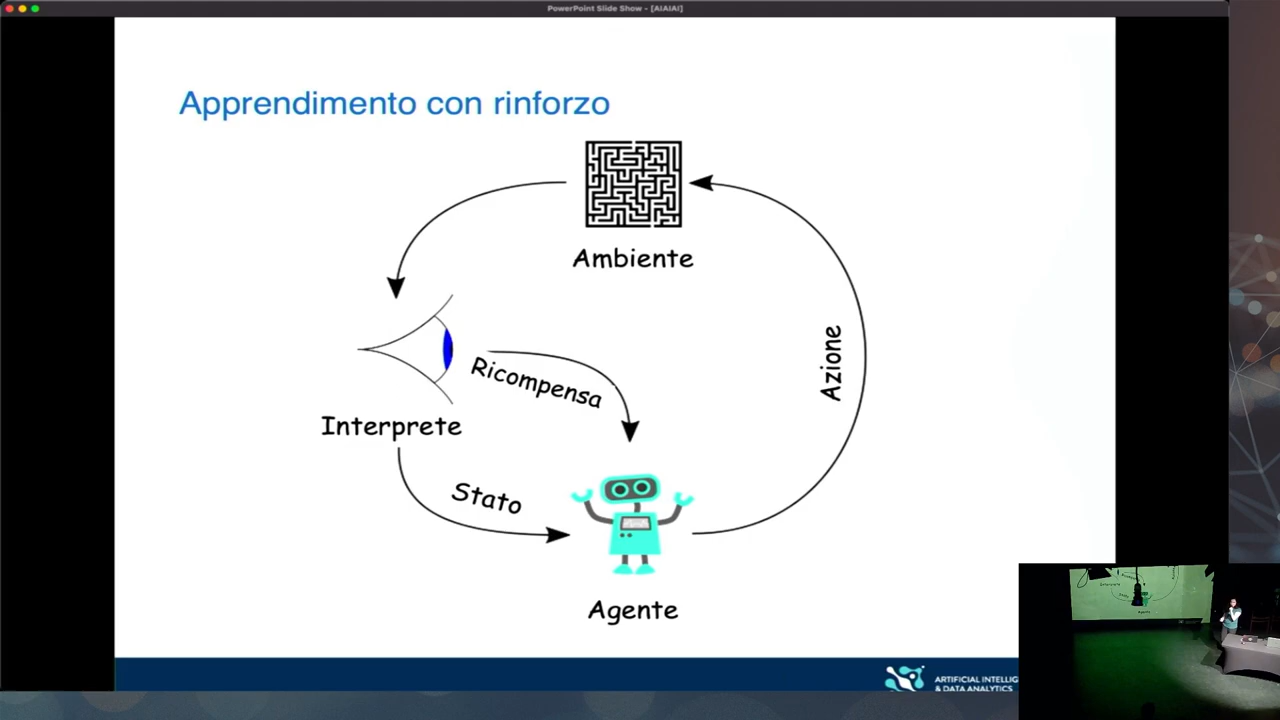 PowerPoint Slide Show - [AIAIAI]
Apprendimento con rinforzo
Ambiente
Azione
Ricompensa
Interprete
Stato
Agente
ARTIFICIAL INTELLIG
& DATA ANALYTICS